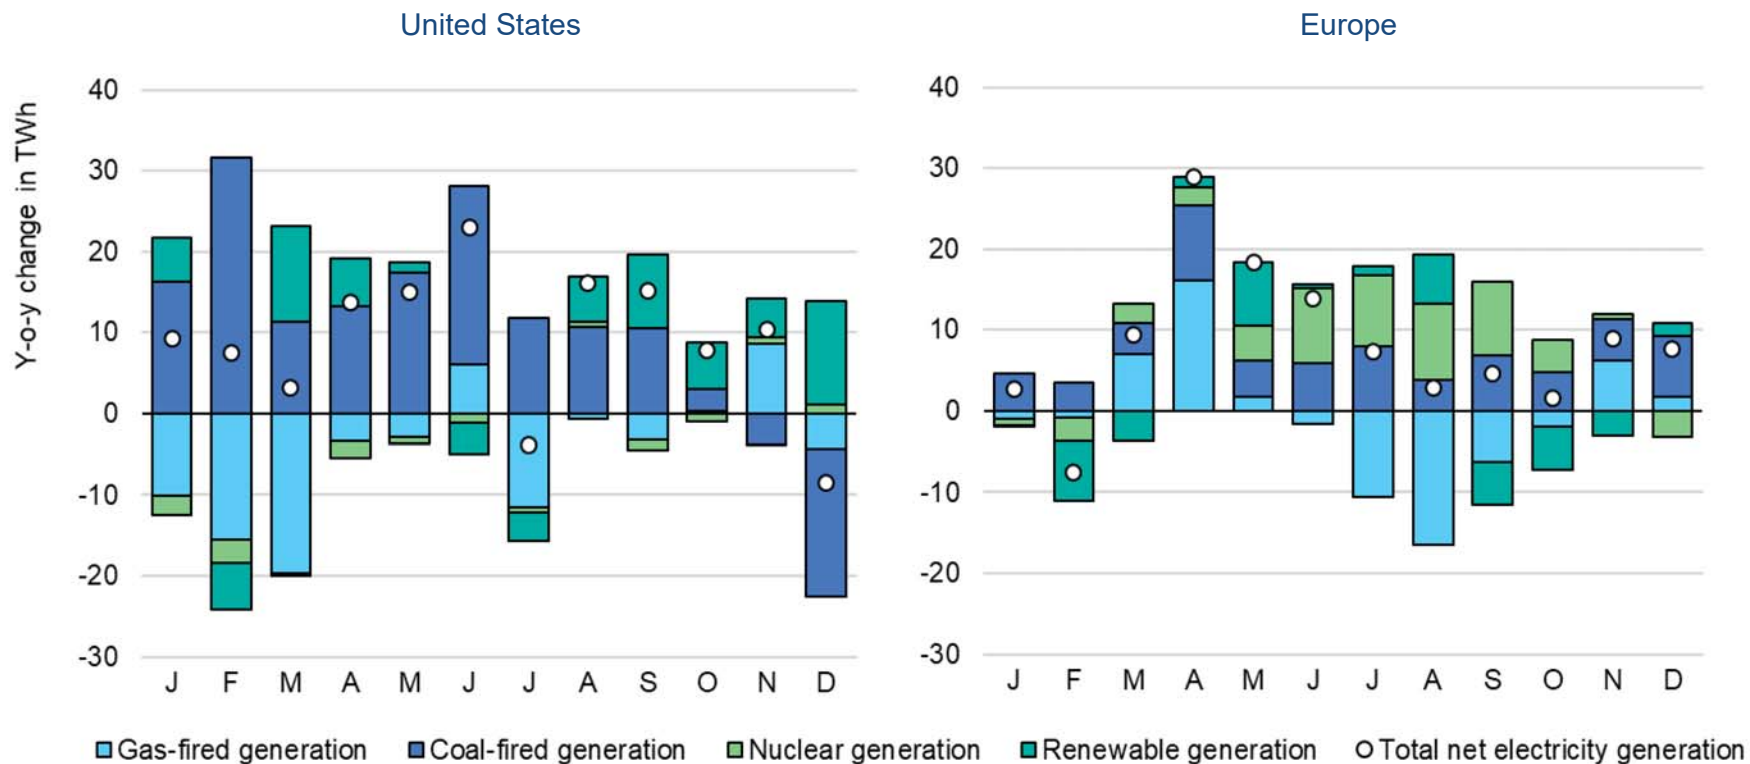 United States
Europe
Y-o-y change in TWh
40
30
20
10
0
-10
-20
-30
J F M A M J J A S O N D
40
30
20
10
0
-10
-20
-30
J F M A M J J A S O N D
Gas-fired generation Coal-fired generation Nuclear generation Renewable generation Total net electricity generation